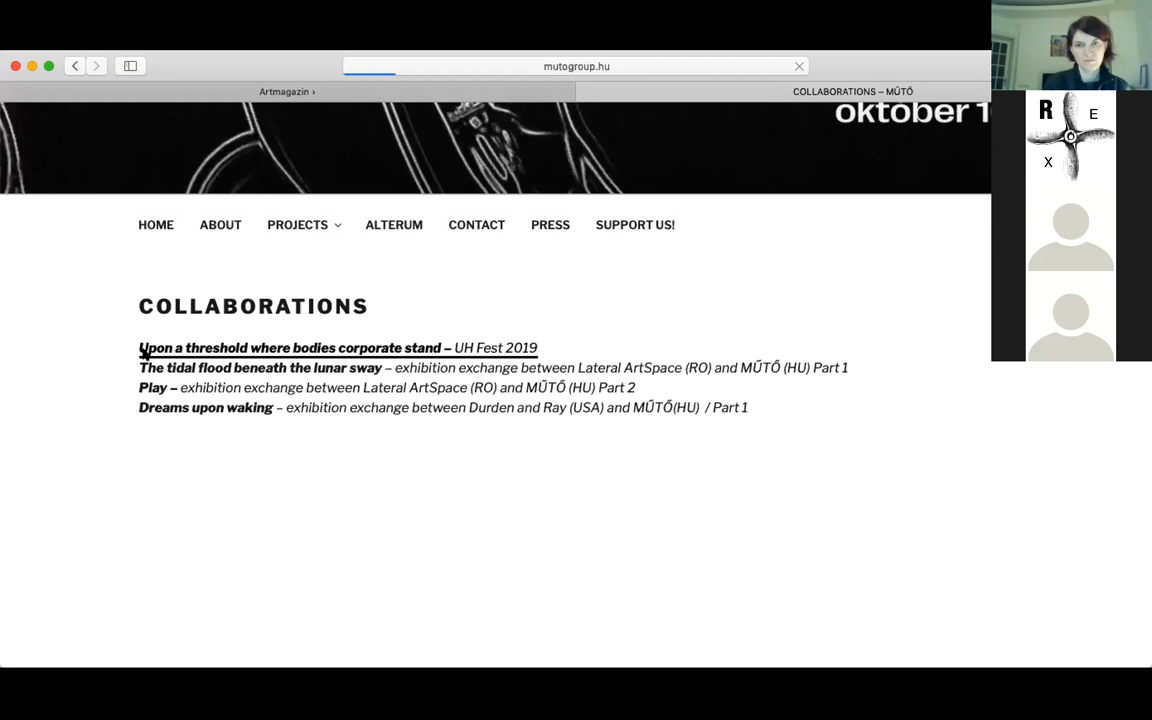 mutogroup.hu
Artmagazin ›
COLLABORATIONS – MŰTŐ
október 1
R
E
X
HOME ABOUT PROJECTS ALTERUM CONTACT PRESS SUPPORT US!
COLLABORATIONS
Upon a threshold where bodies corporate stand – UH Fest 2019
The tidal flood beneath the lunar sway – exhibition exchange between Lateral ArtSpace (RO) and MŰTŐ (HU) Part 1
Play – exhibition exchange between Lateral ArtSpace (RO) and MŰTŐ (HU) Part 2
Dreams upon waking – exhibition exchange between Durden and Ray (USA) and MŰTŐ(HU) / Part 1